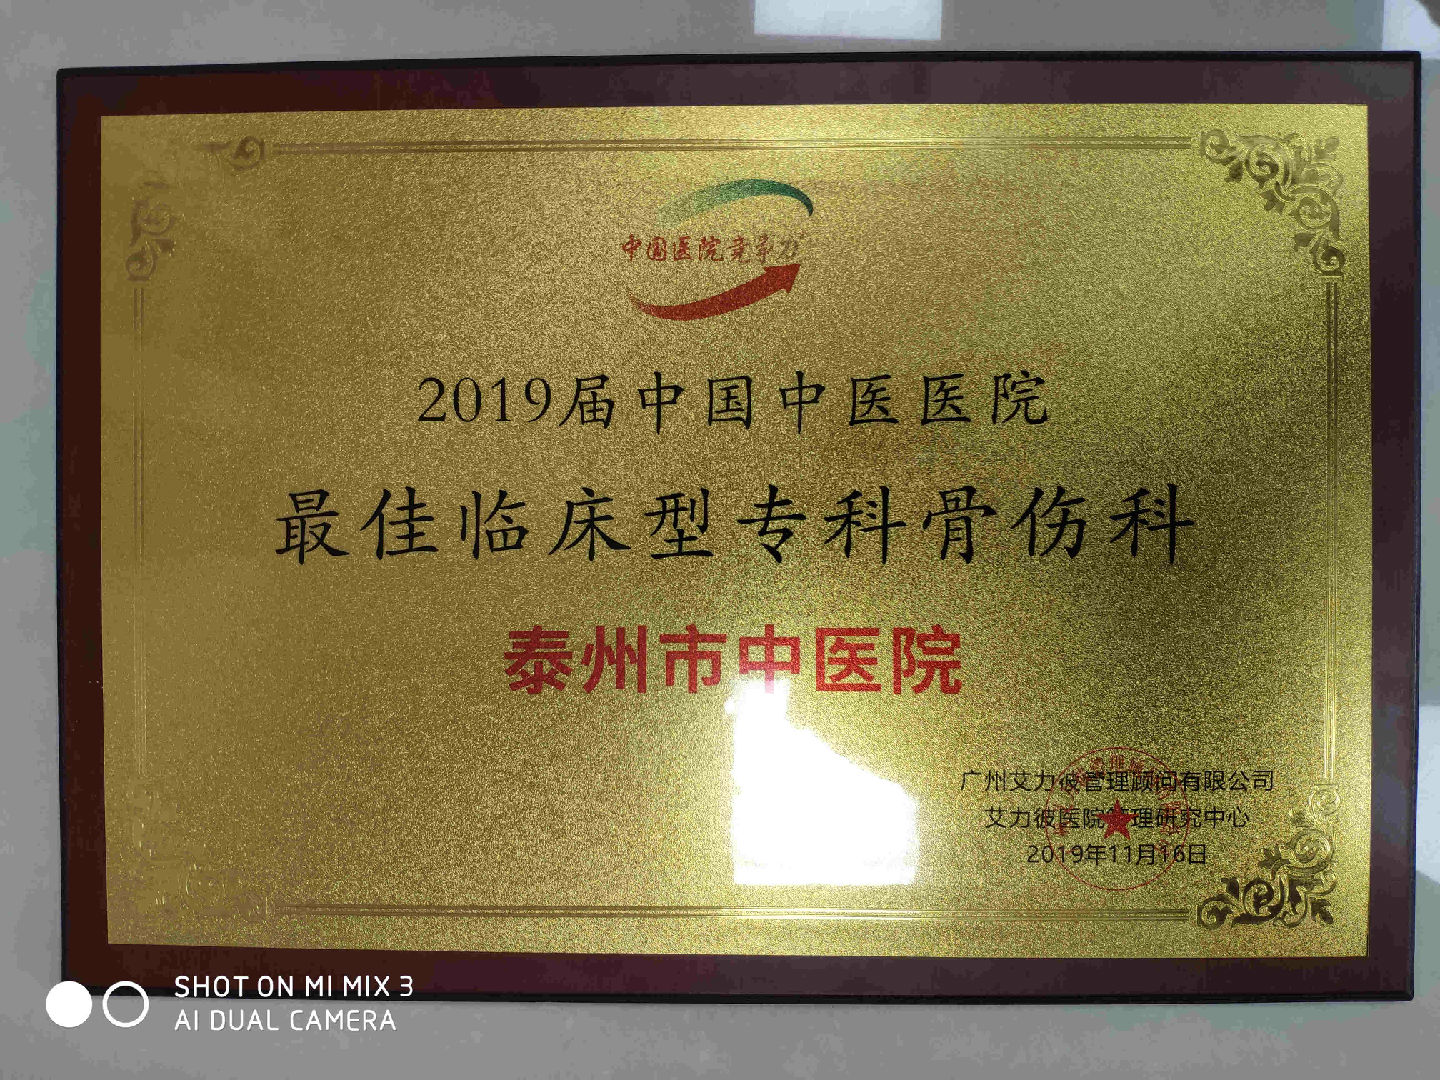 中国医院竞争力
2019届中国中医医院
最佳临床型专科骨伤科
泰州市中医院
广州艾力彼管理顾问有限公司
艾力彼医院管理研究中心
2019年11月16日
SHOT ON MI MIX 3
AI DUAL CAMERA